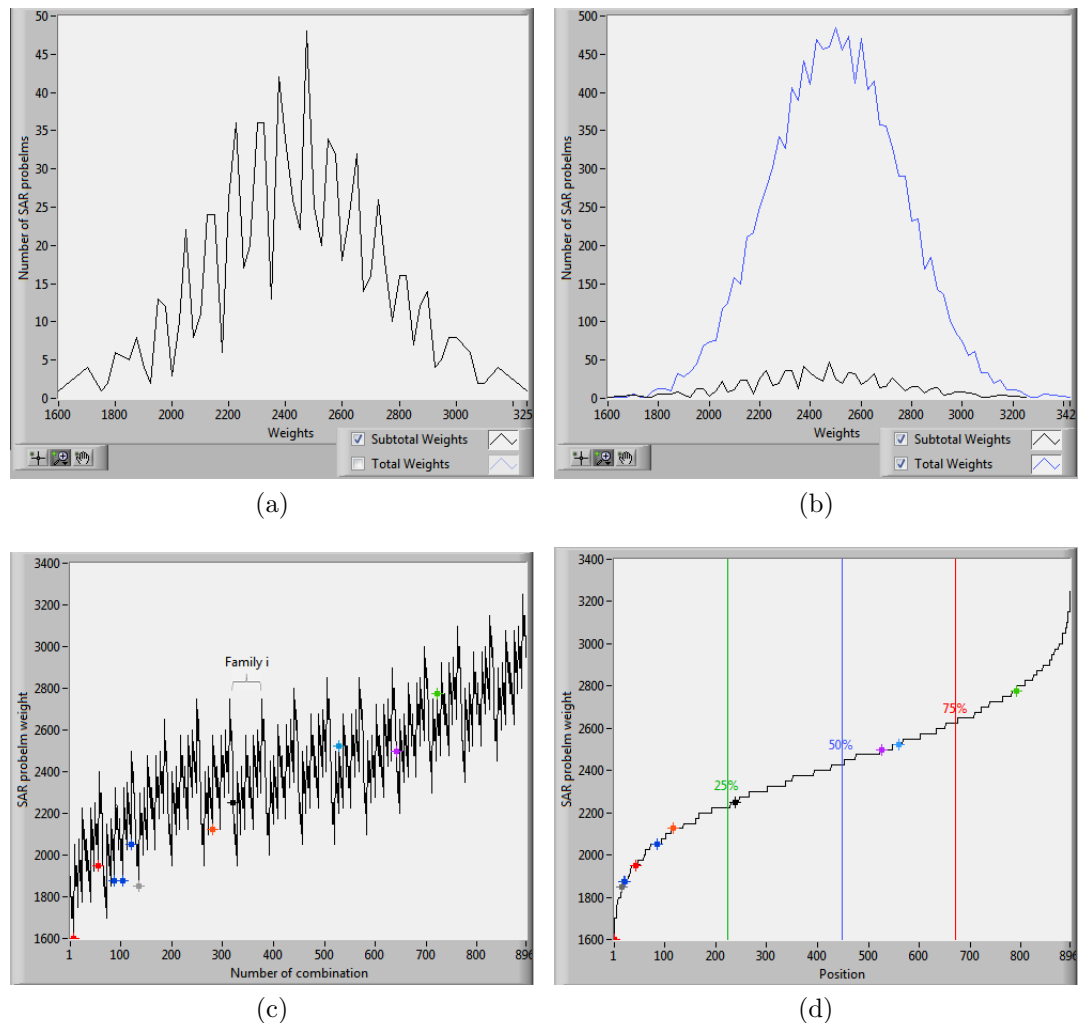 50
45
40
35
30
25
20
15
10
5
0
Number of SAR probelms
1600 1800 2000 2200 2400 2600 2800 3000 325
Weights
Subtotal Weights
Total Weights
(a)
500
450
400
350
300
250
200
150
100
50
0
Number of SAR probelms
1600 1800 2000 2200 2400 2600 2800 3000 3200 342
Weights
Subtotal Weights
Total Weights
(b)
3400
3200
3000
2800
2600
2400
2200
2000
1800
1600
SAR probelm weight
Family i
1 100 200 300 400 500 600 700 800 896
Number of combination
(c)
3400
3200
3000
2800
2600
2400
2200
2000
1800
1600
SAR probelm weight
25%
50%
75%
1 100 200 300 400 500 600 700 800 896
Position
(d)